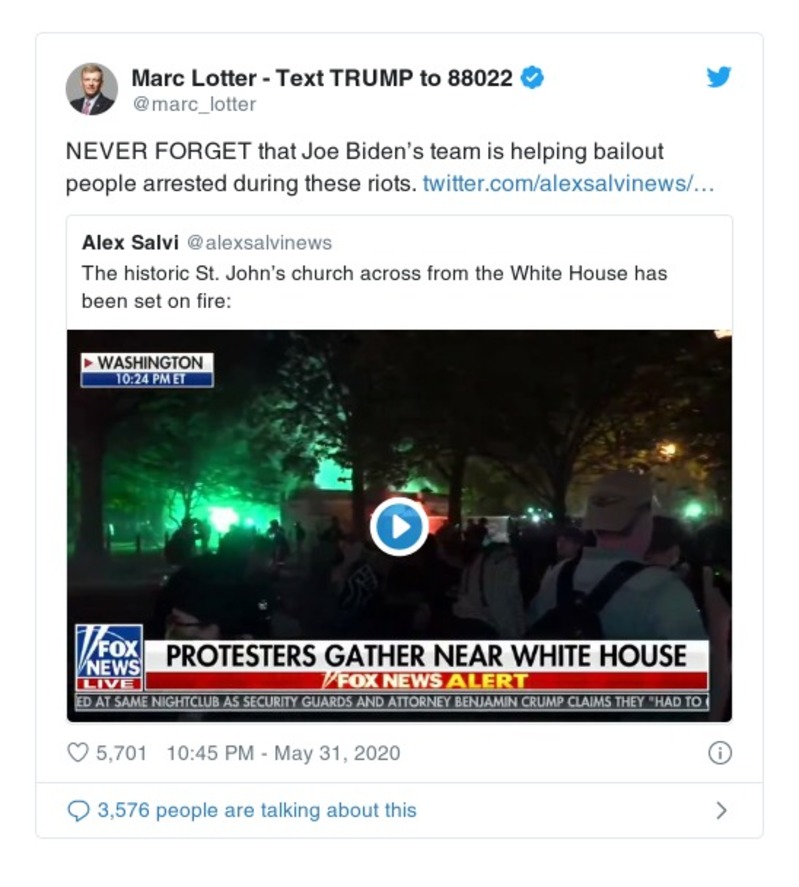 Marc Lotter - Text TRUMP to 88022
@marc_lotter
NEVER FORGET that Joe Biden’s team is helping bailout
people arrested during these riots. twitter.com/alexsalvinews/…
Alex Salvi @alexsalvinews
The historic St. John’s church across from the White House has
been set on fire:
WASHINGTON
10:24 PM ET
FOX
NEWS
LIVE
PROTESTERS GATHER NEAR WHITE HOUSE
FOX NEWS ALERT
ED AT SAME NIGHTCLUB AS SECURITY GUARDS AND ATTORNEY BENJAMIN CRUMP CLAIMS THEY "HAD TO
5,701 10:45 PM - May 31, 2020
3,576 people are talking about this